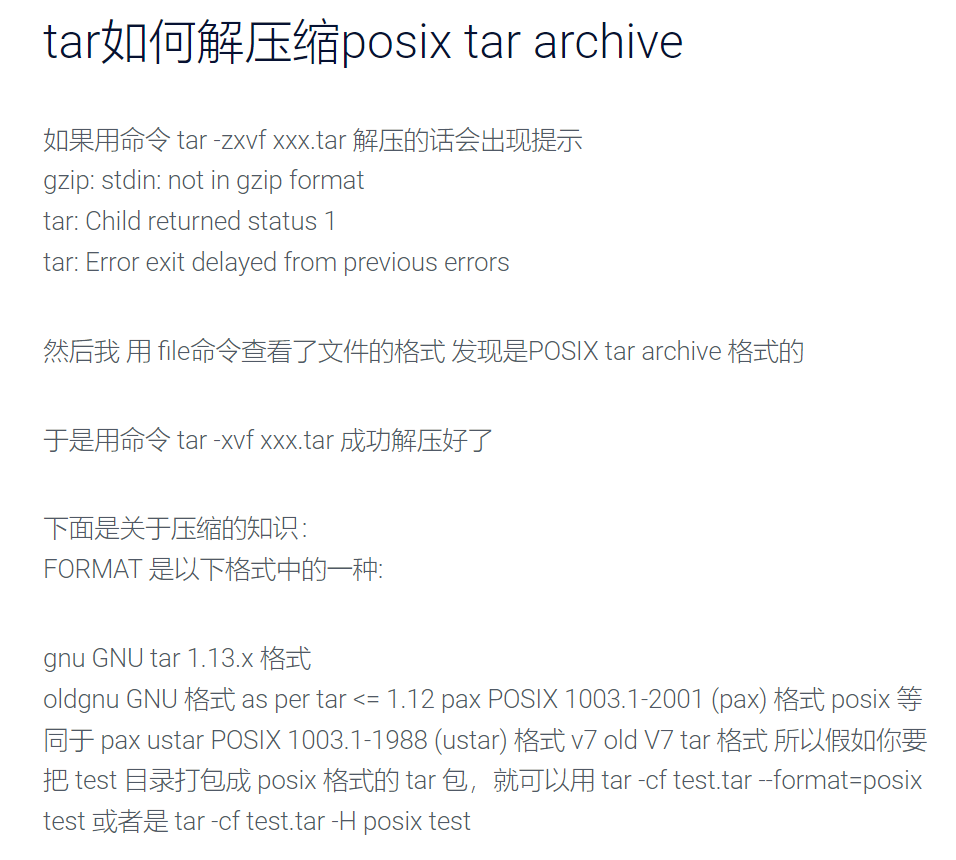 tar如何解压缩posix tar archive
如果用命令 tar -zxvf xxx.tar 解压的话会出现提示
gzip: stdin: not in gzip format
tar: Child returned status 1
tar: Error exit delayed from previous errors
然后我 用 file命令查看了文件的格式 发现是POSIX tar archive 格式的
于是用命令 tar -xvf xxx.tar 成功解压好了
下面是关于压缩的知识：
FORMAT 是以下格式中的一种:
gnu GNU tar 1.13.x 格式
oldgnu GNU 格式 as per tar <= 1.12 pax POSIX 1003.1-2001 (pax) 格式 posix 等
同于 pax ustar POSIX 1003.1-1988 (ustar) 格式 v7 old V7 tar 格式 所以假如你要
把 test 目录打包成 posix 格式的 tar 包，就可以用 tar -cf test.tar --format=posix
test 或者是 tar -cf test.tar -H posix test